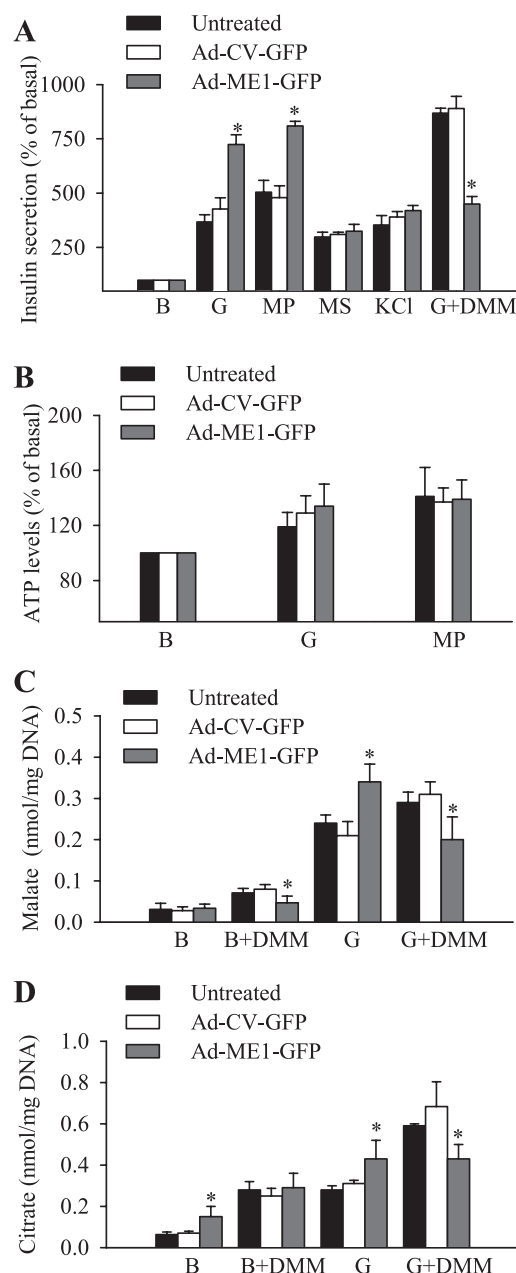 A
Untreated
Ad-CV-GFP
Ad-ME1-GFP
Insulin secretion (% of basal)
1000
750
500
250
* * *
B G MP MS KCl G+DMM
B
Untreated
Ad-CV-GFP
Ad-ME1-GFP
ATP levels (% of basal)
200
160
120
80
B G MP
C
Untreated
Ad-CV-GFP
Ad-ME1-GFP
Malate (nmol/mg DNA)
0.5
0.4
0.3
0.2
0.1
0.0
* * *
B B+DMM G G+DMM
D
Untreated
Ad-CV-GFP
Ad-ME1-GFP
Citrate (nmol/mg DNA)
1.0
0.8
0.6
0.4
0.2
0.0
* * *
B B+DMM G G+DMM